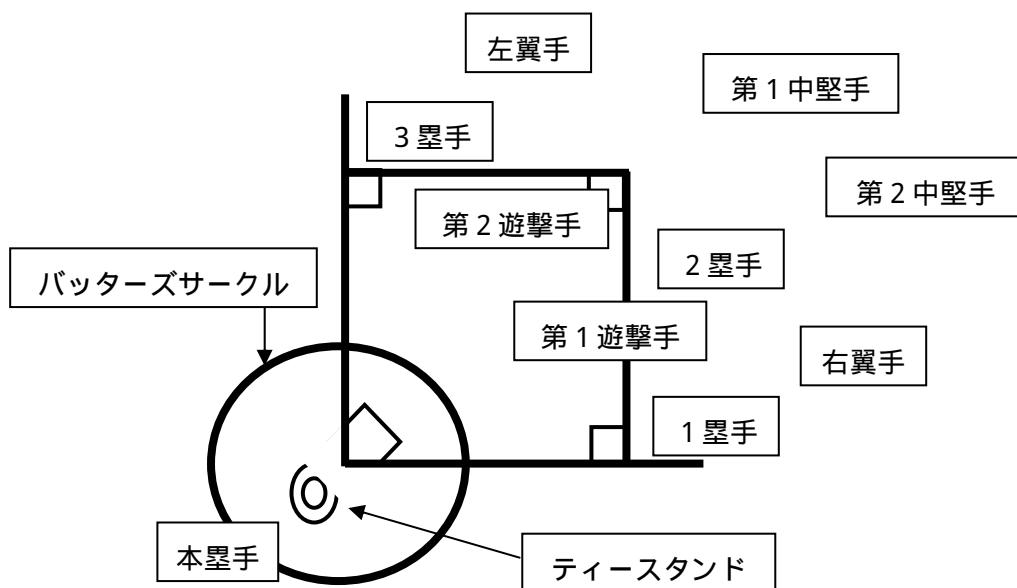 左翼手
第1中堅手
3塁手
第2中堅手
第2遊撃手
2塁手
バッターズサークル
第1遊撃手
右翼手
1塁手
本塁手
ティースタンド